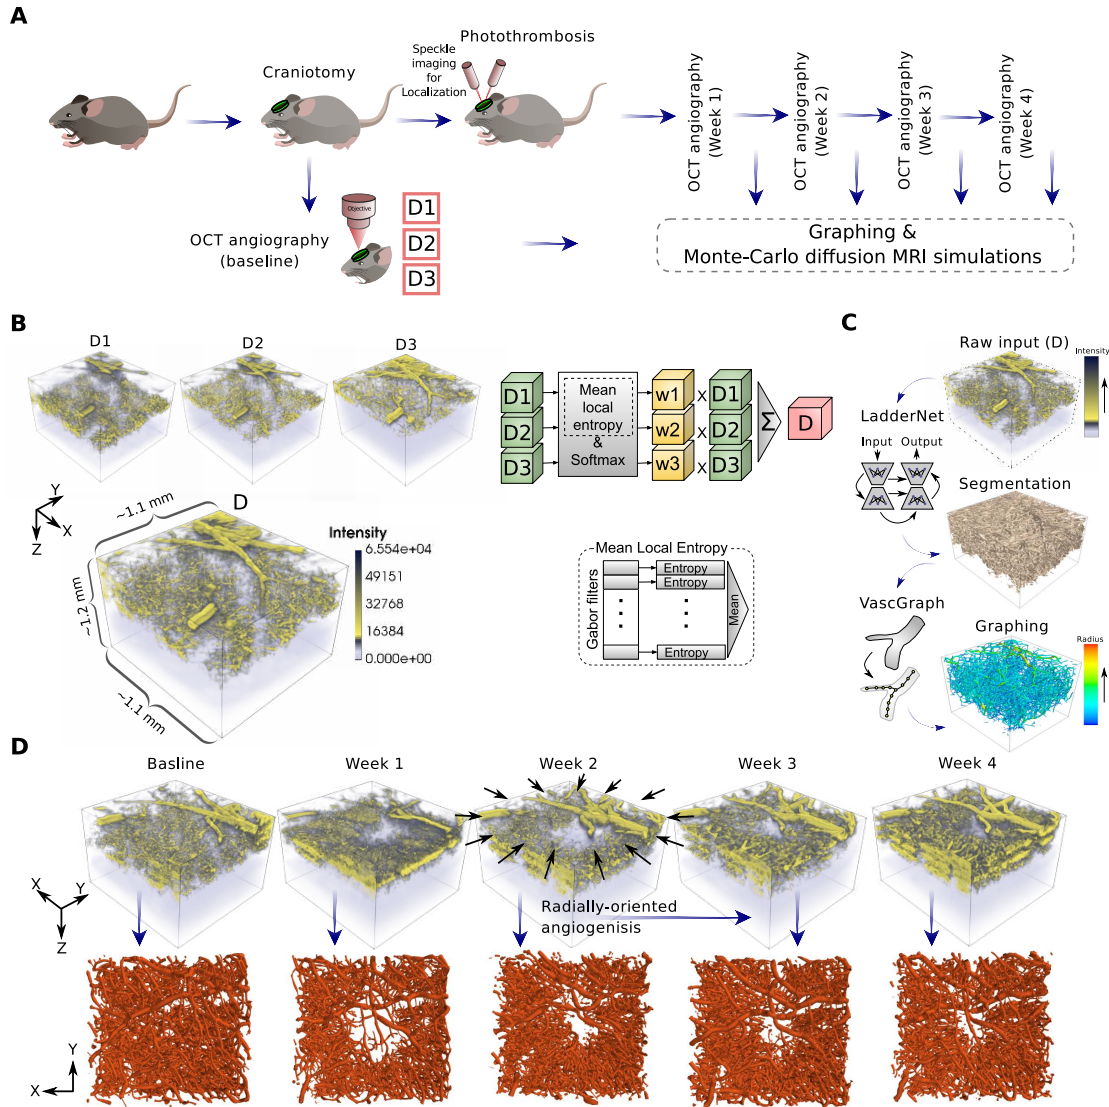 A
Craniotomy
Speckle
imaging
for
Localization
Photothrombosis
OCT angiography
(Week 1)
OCT angiography
(Week 2)
OCT angiography
(Week 3)
OCT angiography
(Week 4)
OCT angiography
(baseline)
Objective
D1
D2
D3
Graphing &
Monte-Carlo diffusion MRI simulations
B
D1
D2
D3
Y
X
Z
~1.1 mm
~1.2 mm
~1.1 mm
D
Intensity
6.554e+04
49151
32768
16384
0.000e+00
D1
D2
D3
Mean
local
entropy
&
Softmax
w1
w2
w3
X
X
X
D1
D2
D3
Σ
D
Mean Local Entropy
Gabor filters
Entropy
Entropy
Entropy
Mean
C
Raw input (D)
Intensity
LadderNet
Input
Output
Segmentation
VascGraph
Graphing
Radius
D
Basline
Week 1
Week 2
Week 3
Week 4
X
Y
Z
Radially-oriented
angiogenisis
Y
X